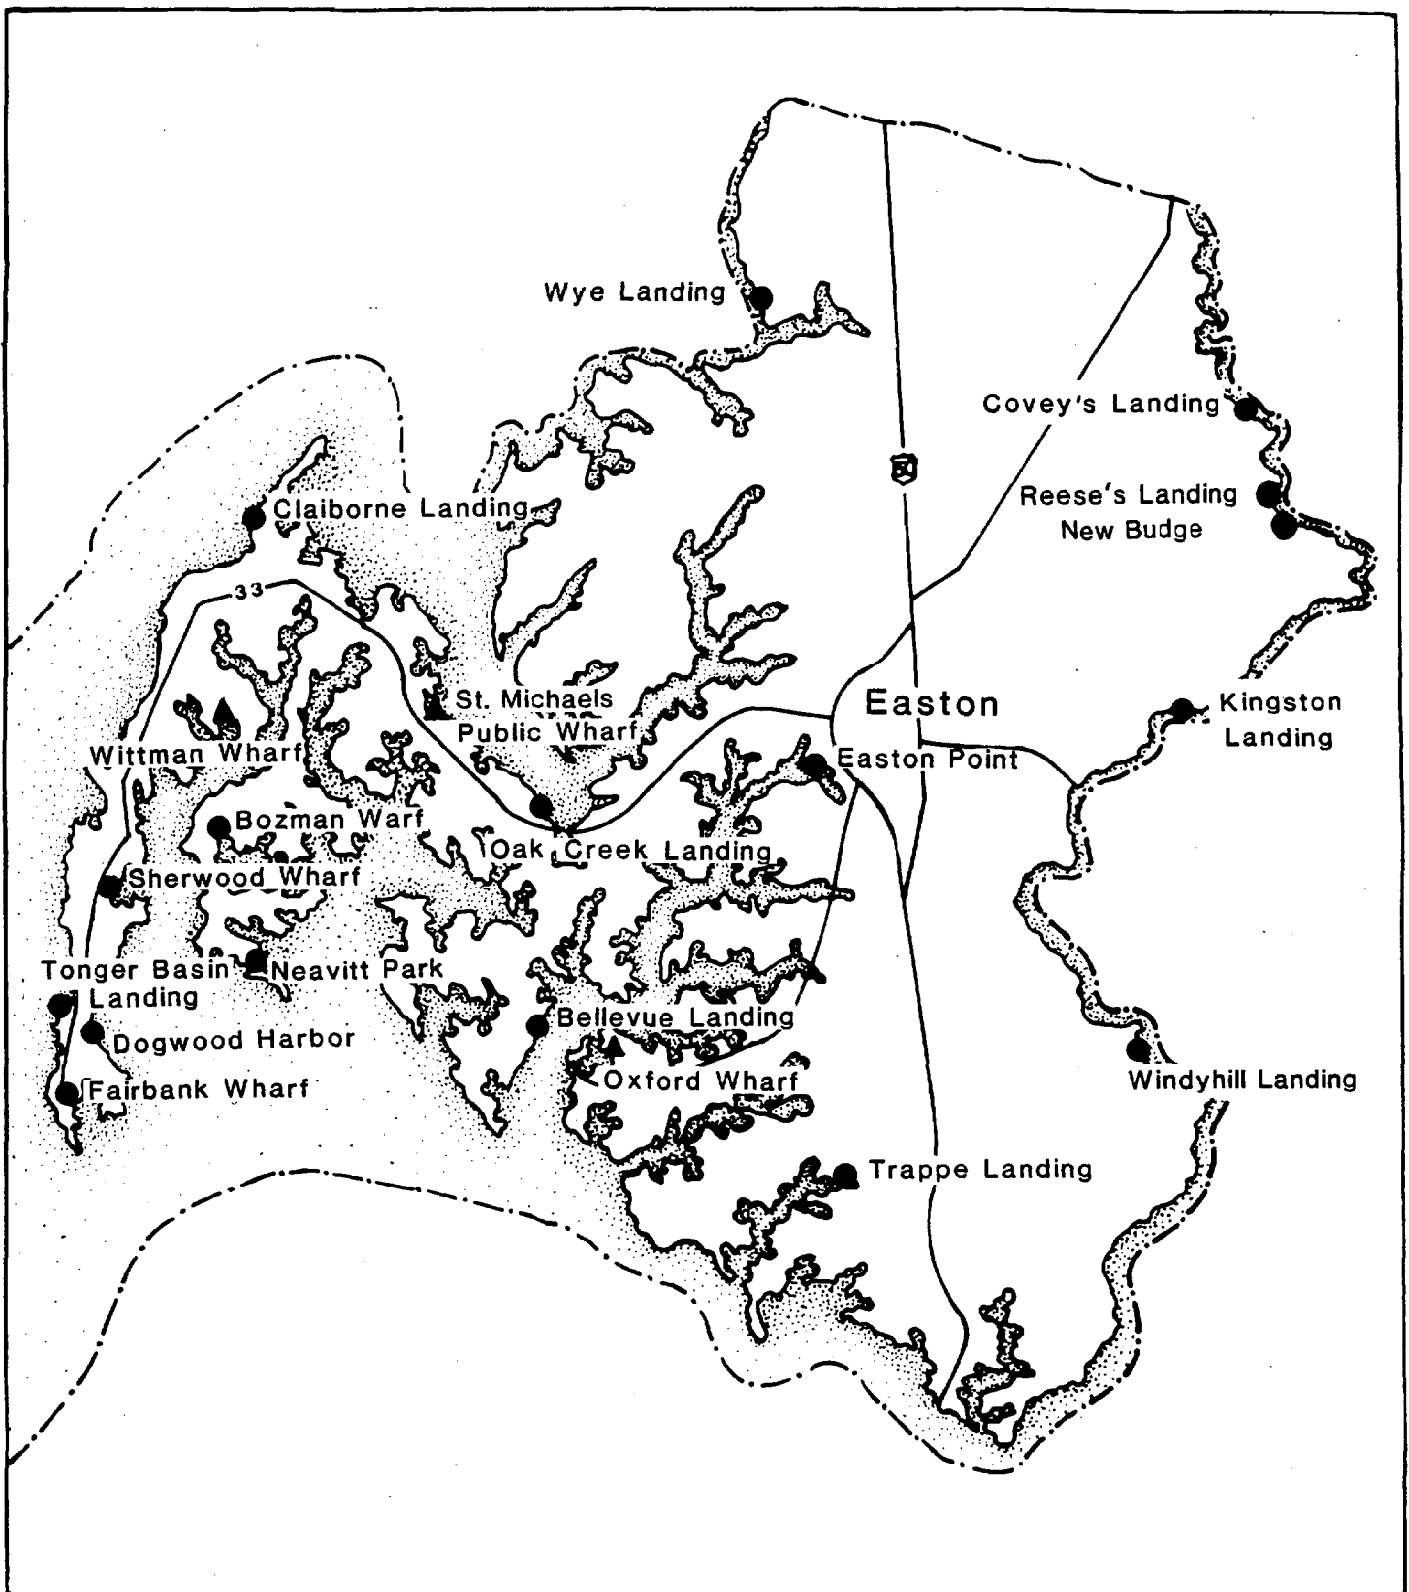 Wye Landing
Covey's Landing
Reese's Landing
New Budge
Claiborne Landing
33
St. Michaels
Public Wharf
Easton
Kingston
Landing
Wittman Wharf
Easton Point
Bozman Warf
Oak Creek Landing
Sherwood Wharf
Tonger Basin
Landing
Neavitt Park
Bellevue Landing
Dogwood Harbor
Oxford Wharf
Windyhill Landing
Fairbank Wharf
Trappe Landing